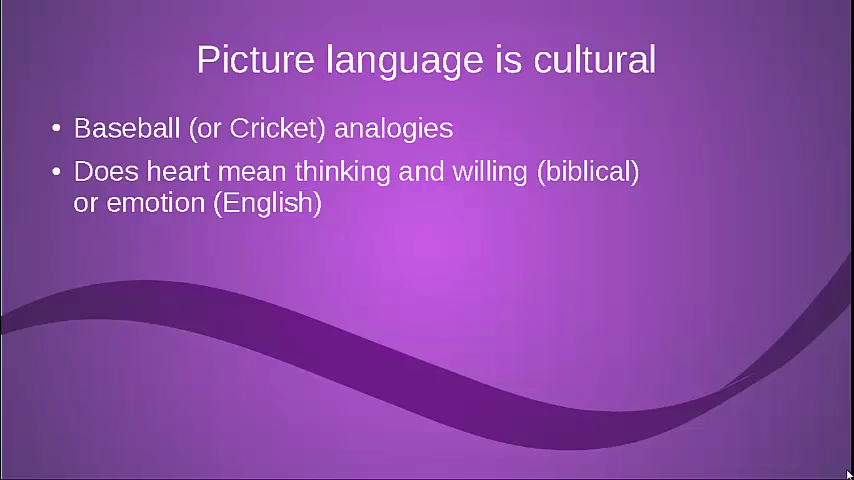 Picture language is cultural
• Baseball (or Cricket) analogies
• Does heart mean thinking and willing (biblical)
or emotion (English)